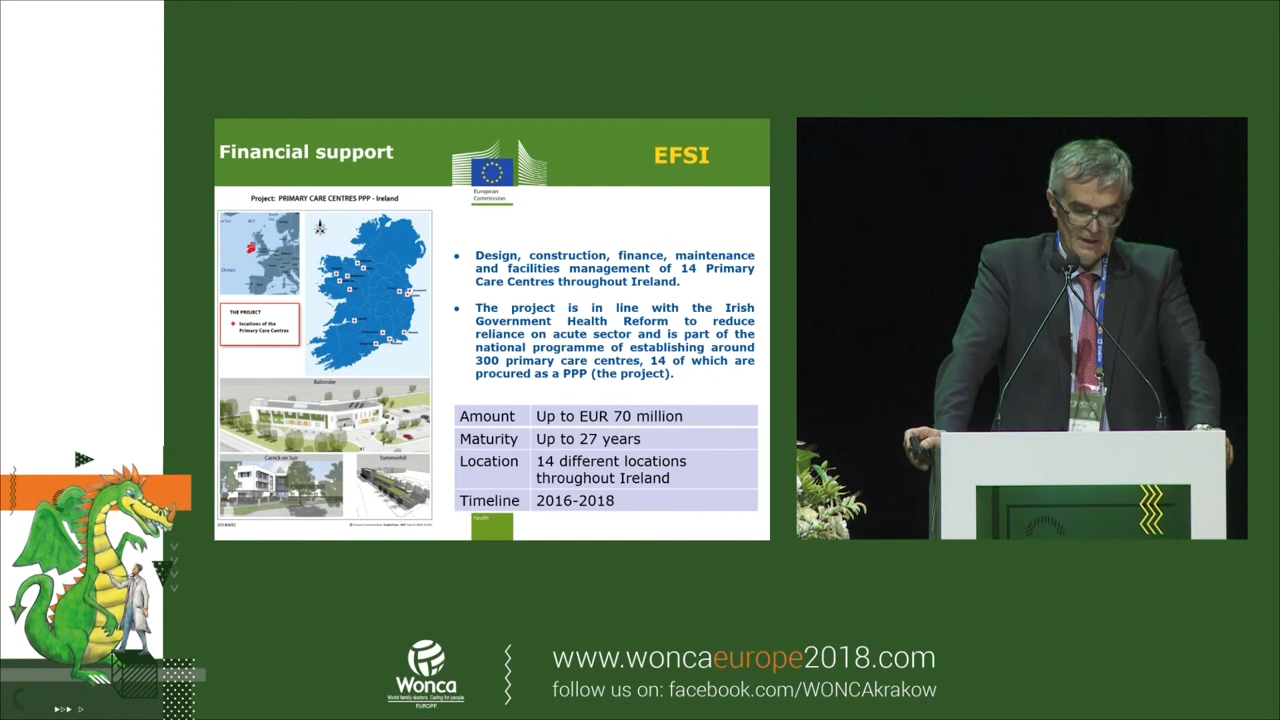 Financial support
EFSI
European
Commission
Project: PRIMARY CARE CENTRES PPP - Ireland
THE PROJECT
locations of the
Primary Care Centres
Ballinrobe
Carrick on Suir
Summerhill
• Design, construction, finance, maintenance
and facilities management of 14 Primary
Care Centres throughout Ireland.
• The project is in line with the Irish
Government Health Reform to reduce
reliance on acute sector and is part of the
national programme of establishing around
300 primary care centres, 14 of which are
procured as a PPP (the project).
Amount Up to EUR 70 million
Maturity Up to 27 years
Location 14 different locations
throughout Ireland
Timeline 2016-2018
Health
Wonca
World family doctors. Caring for people.
EUROPE
www.woncaeurope2018.com
follow us on: facebook.com/WONCAkrakow